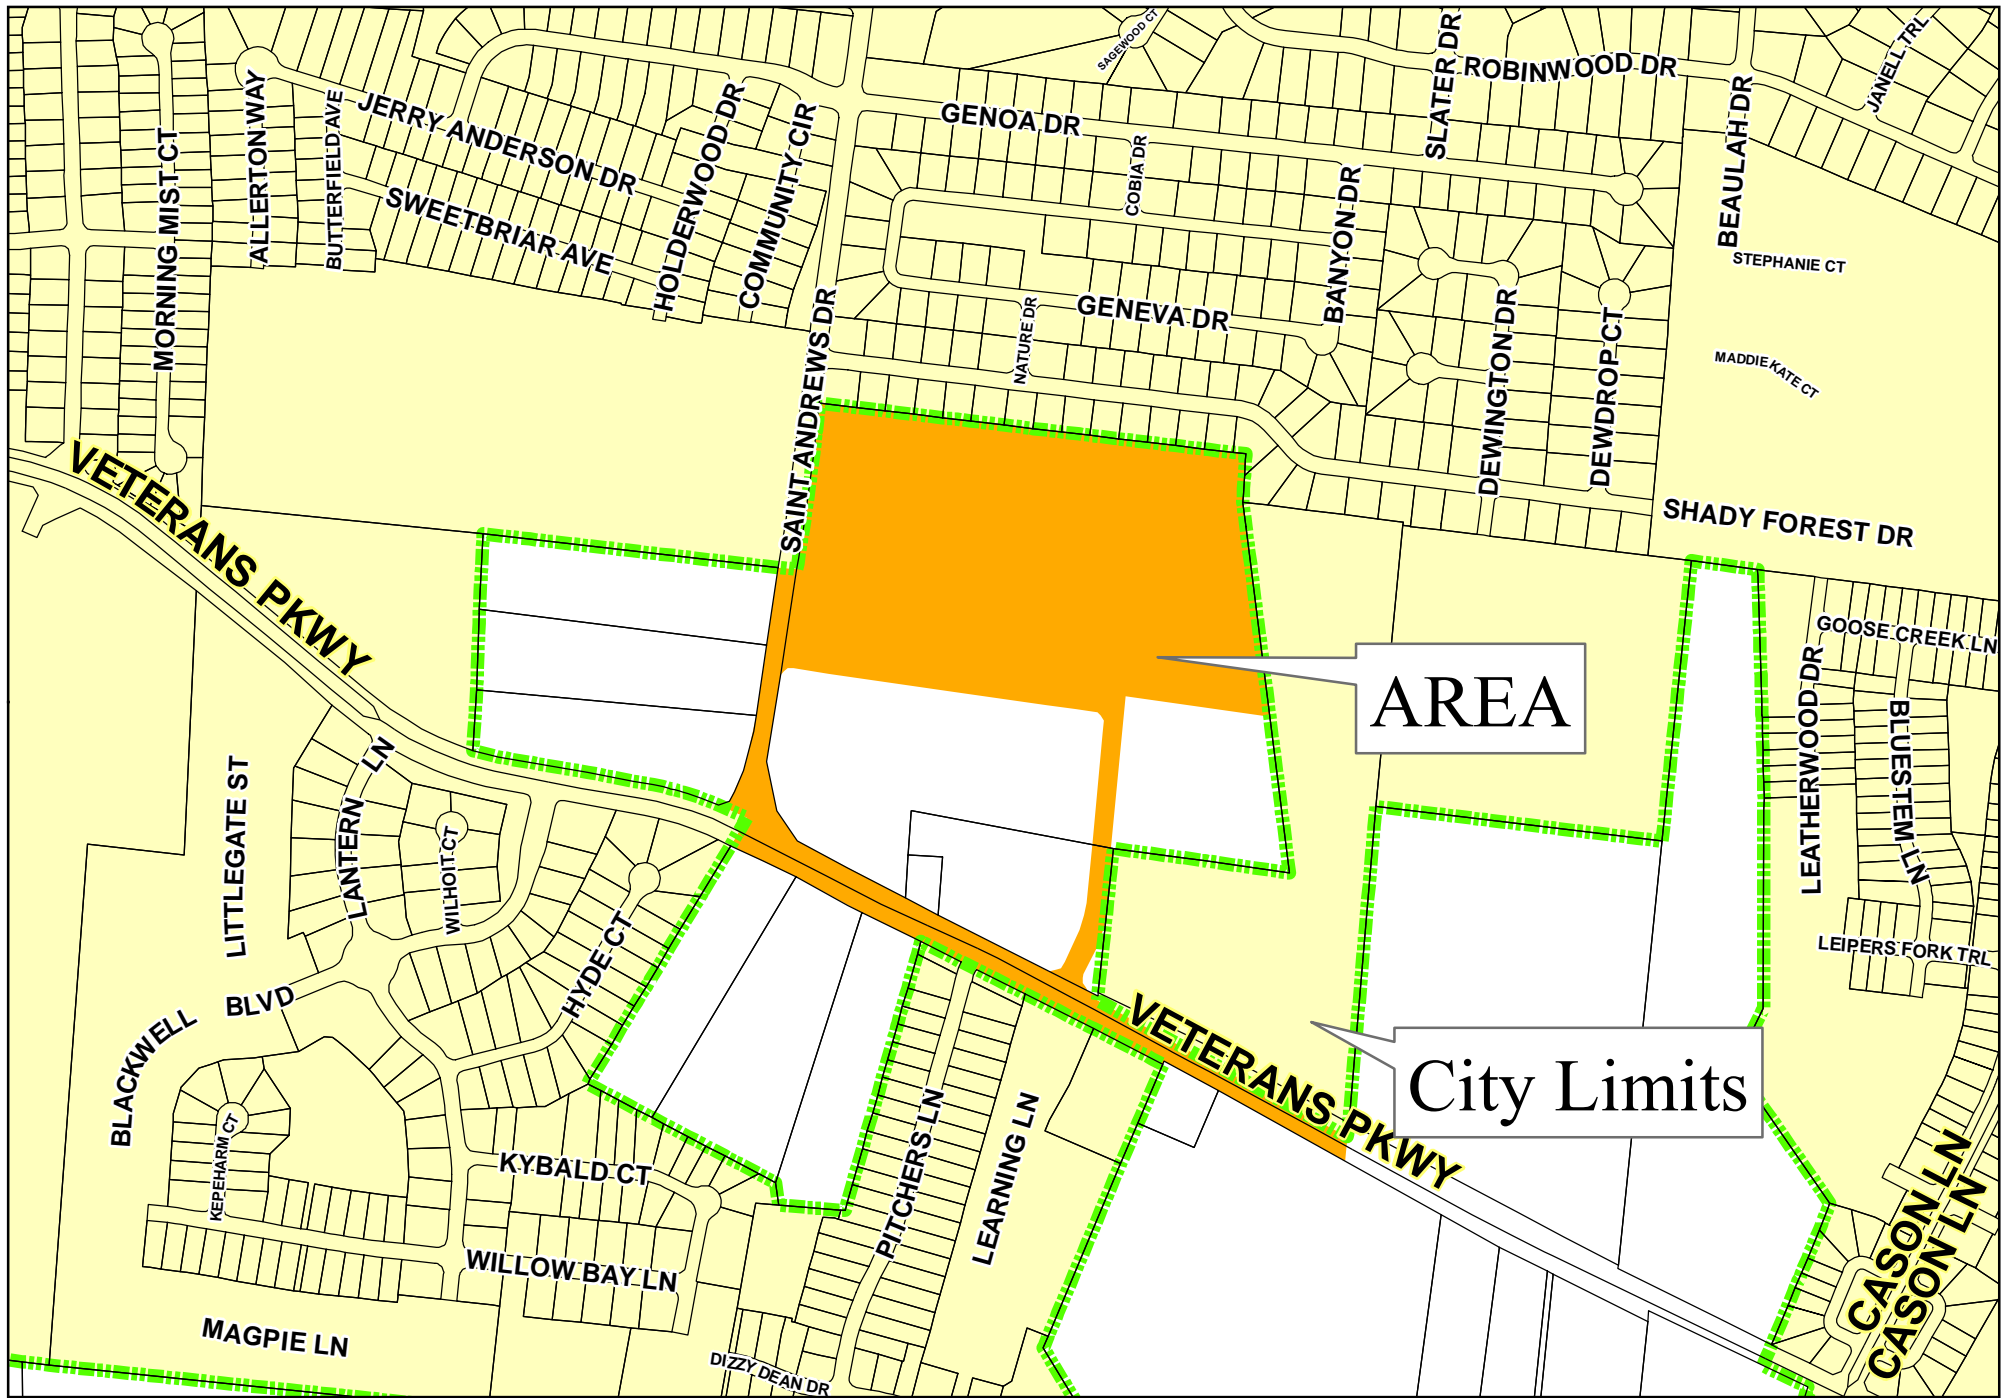 SAGEWOOD CT
SLATER DR
ROBINWOOD DR
JANELL TRL
BEAULAH DR
ALLERTON WAY
BUTTERFIELD AVE
JERRY ANDERSON DR
HOLDERWOOD DR
COMMUNITY CIR
GENOA DR
COBIA DR
MORNING MIST CT
SWEETBRIAR AVE
BANYON DR
STEPHANIE CT
NATURE DR
GENEVA DR
DEWINGTON DR
DEWDROP CT
MADDIE KATE CT
SAINT ANDREWS DR
VETERANS PKWY
SHADY FOREST DR
GOOSE CREEK LN
LEATHERWOOD DR
BLUESTEM LN
AREA
LITTLEGATE ST
LANTERN LN
WILHOIT CT
HYDE CT
LEIPERS FORK TRL
BLACKWELL BLVD
VETERANS PKWY
City Limits
KEPEHARM CT
KYBALD CT
PITCHERS LN
LEARNING LN
CASON LN
CASON LN
WILLOW BAY LN
MAGPIE LN
DIZZY DEAN DR